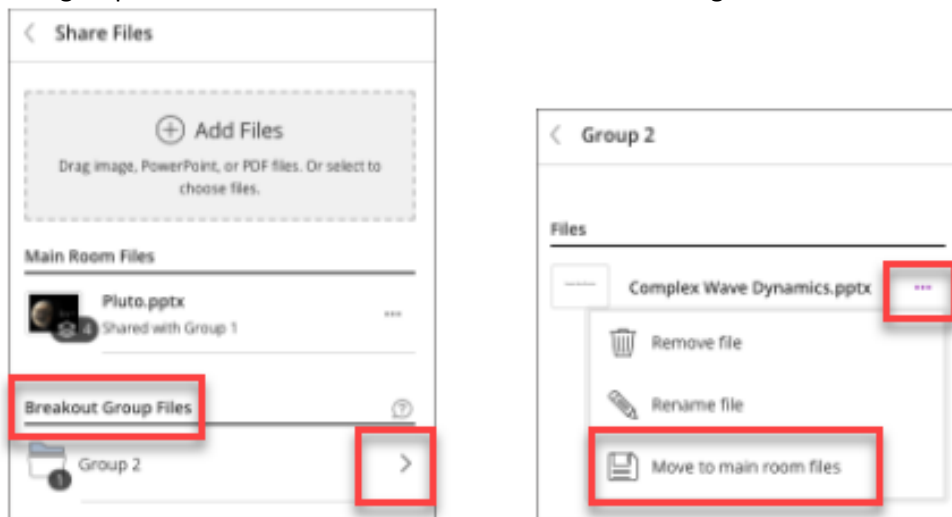 Share Files
Add Files
Drag image, PowerPoint, or PDF files. Or select to
choose files.
Main Room Files
Pluto.pptx
4
Shared with Group 1
Breakout Group Files
Group 2
1
Group 2
Files
Complex Wave Dynamics.pptx
Remove file
Rename file
Move to main room files